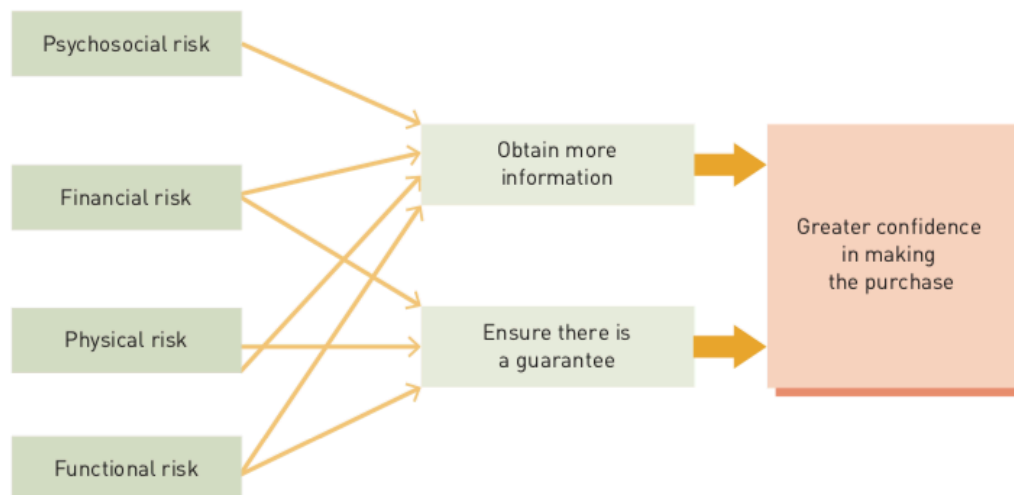 Psychosocial risk
Financial risk
Physical risk
Functional risk
Obtain more
information
Ensure there is
a guarantee
Greater confidence
in making
the purchase